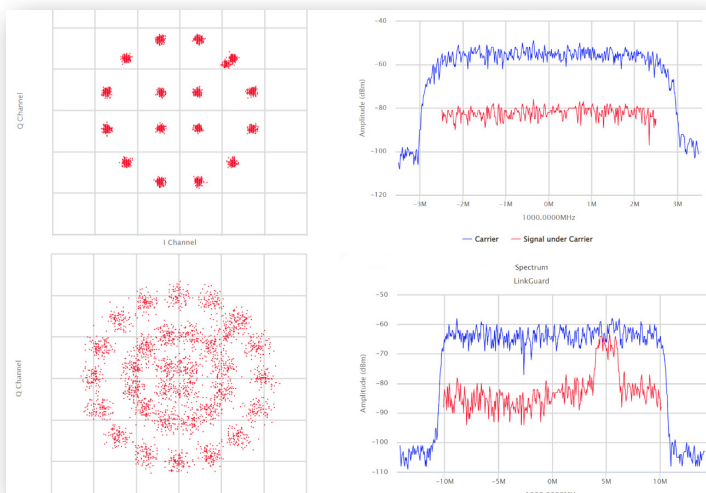 Q Channel
I Channel
Amplitude (dBm)
−40
−60
−80
−100
−120
−3M −2M −1M 0M 1M 2M 3M
1000.0000MHz
Carrier Signal under Carrier
Q Channel
Spectrum
LinkGuard
Amplitude (dBm)
−50
−60
−70
−80
−90
−100
−110
−10M −5M 0M 5M 10M